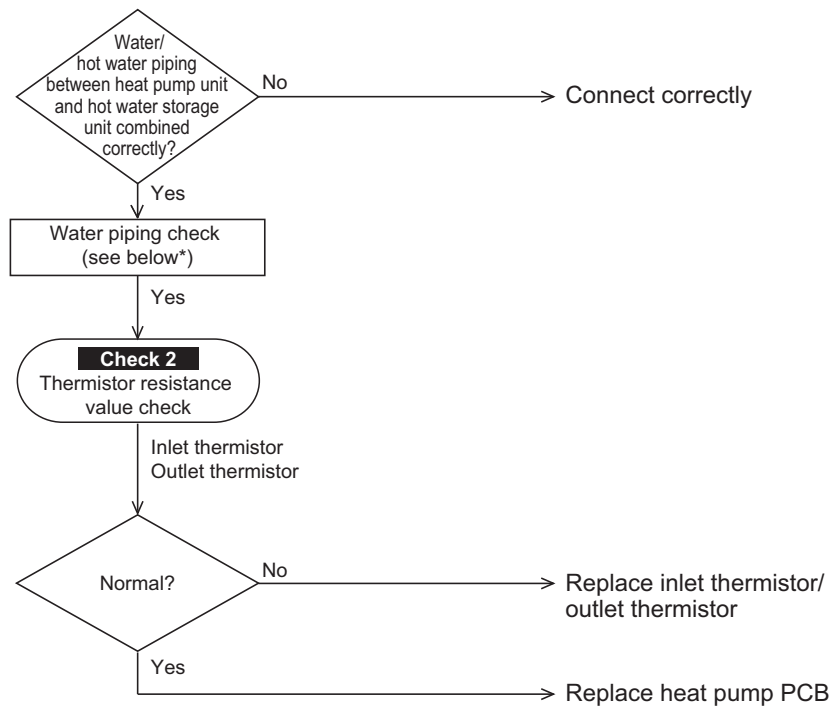 Water/
hot water piping
between heat pump unit
and hot water storage
unit combined
correctly?
No
Connect correctly
Yes
Water piping check
(see below*)
Yes
Check 2
Thermistor resistance
value check
Inlet thermistor
Outlet thermistor
Normal?
No
Replace inlet thermistor/
outlet thermistor
Yes
Replace heat pump PCB